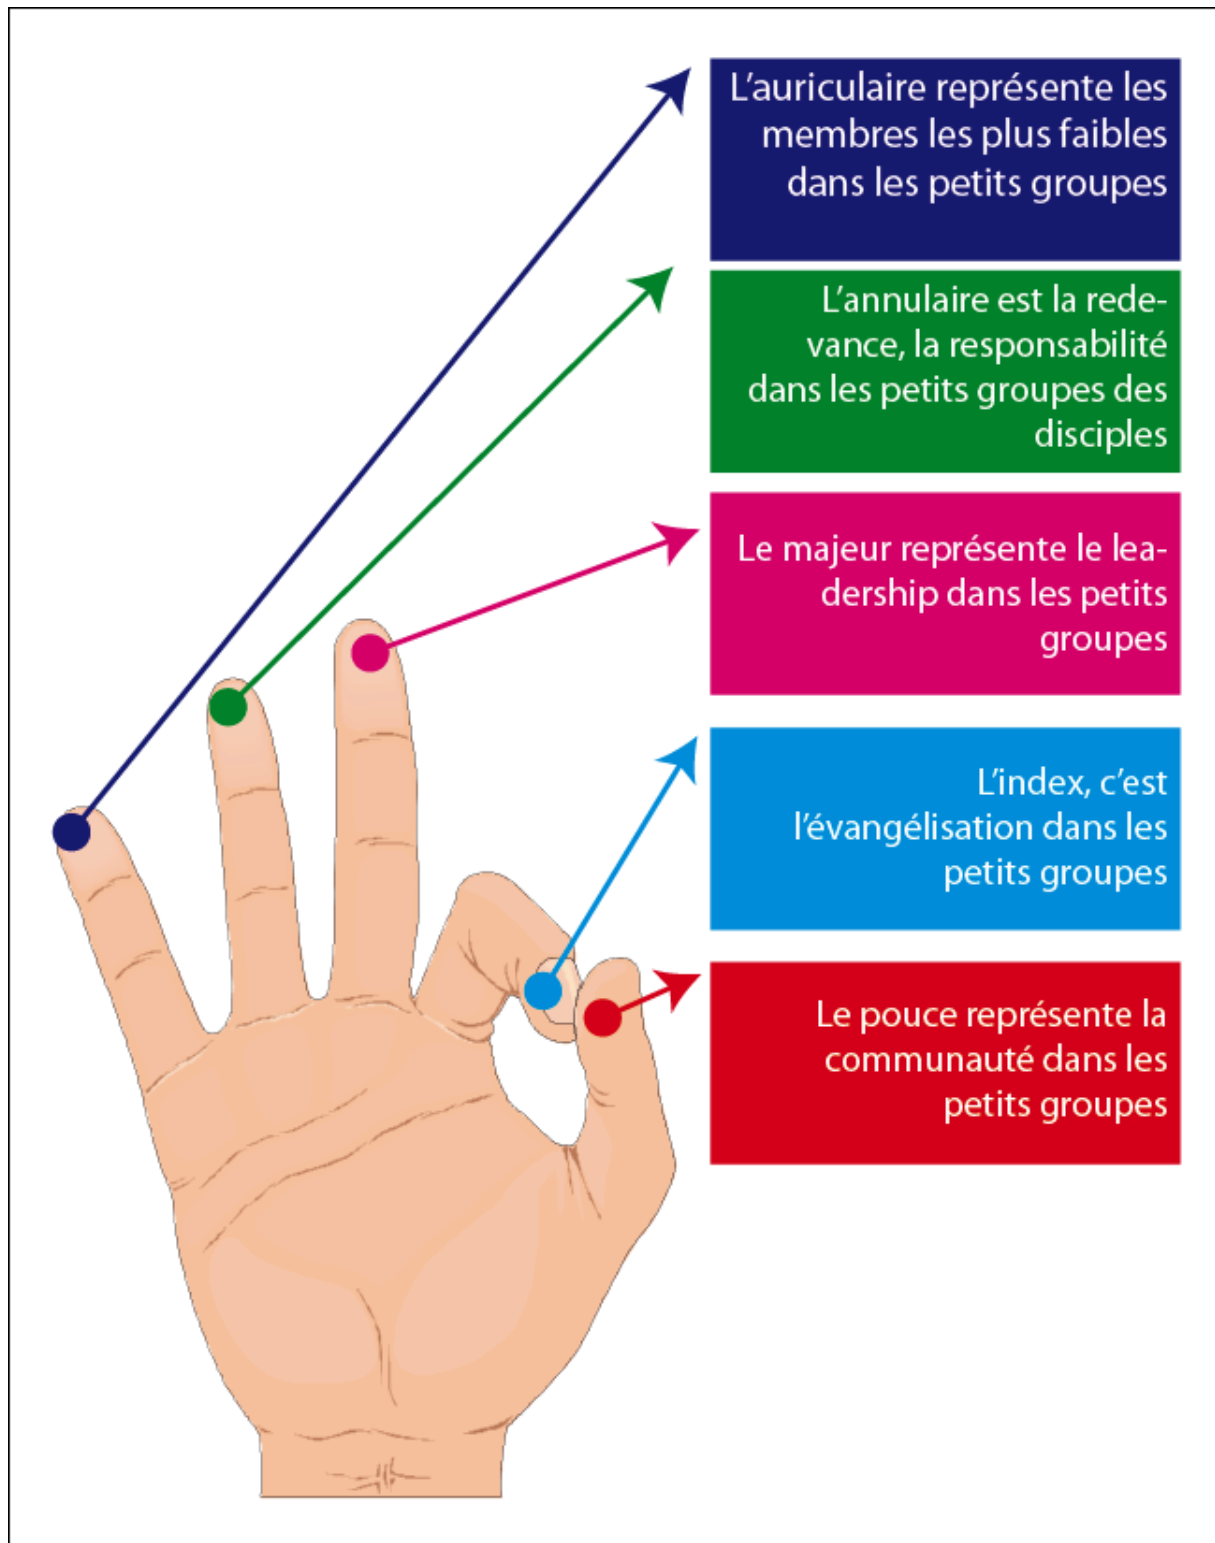 L’auriculaire représente les
membres les plus faibles
dans les petits groupes
L’annulaire est la rede-
vance, la responsabilité
dans les petits groupes des
disciples
Le majeur représente le lea-
dership dans les petits
groupes
L’index, c’est
l’évangélisation dans les
petits groupes
Le pouce représente la
communauté dans les
petits groupes